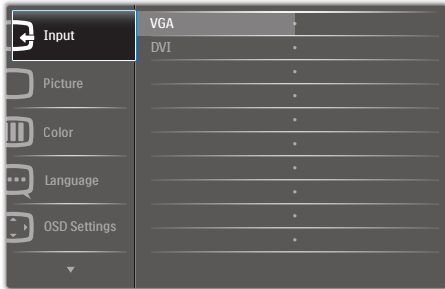 Input
Picture
Color
Language
OSD Settings
VGA
DVI